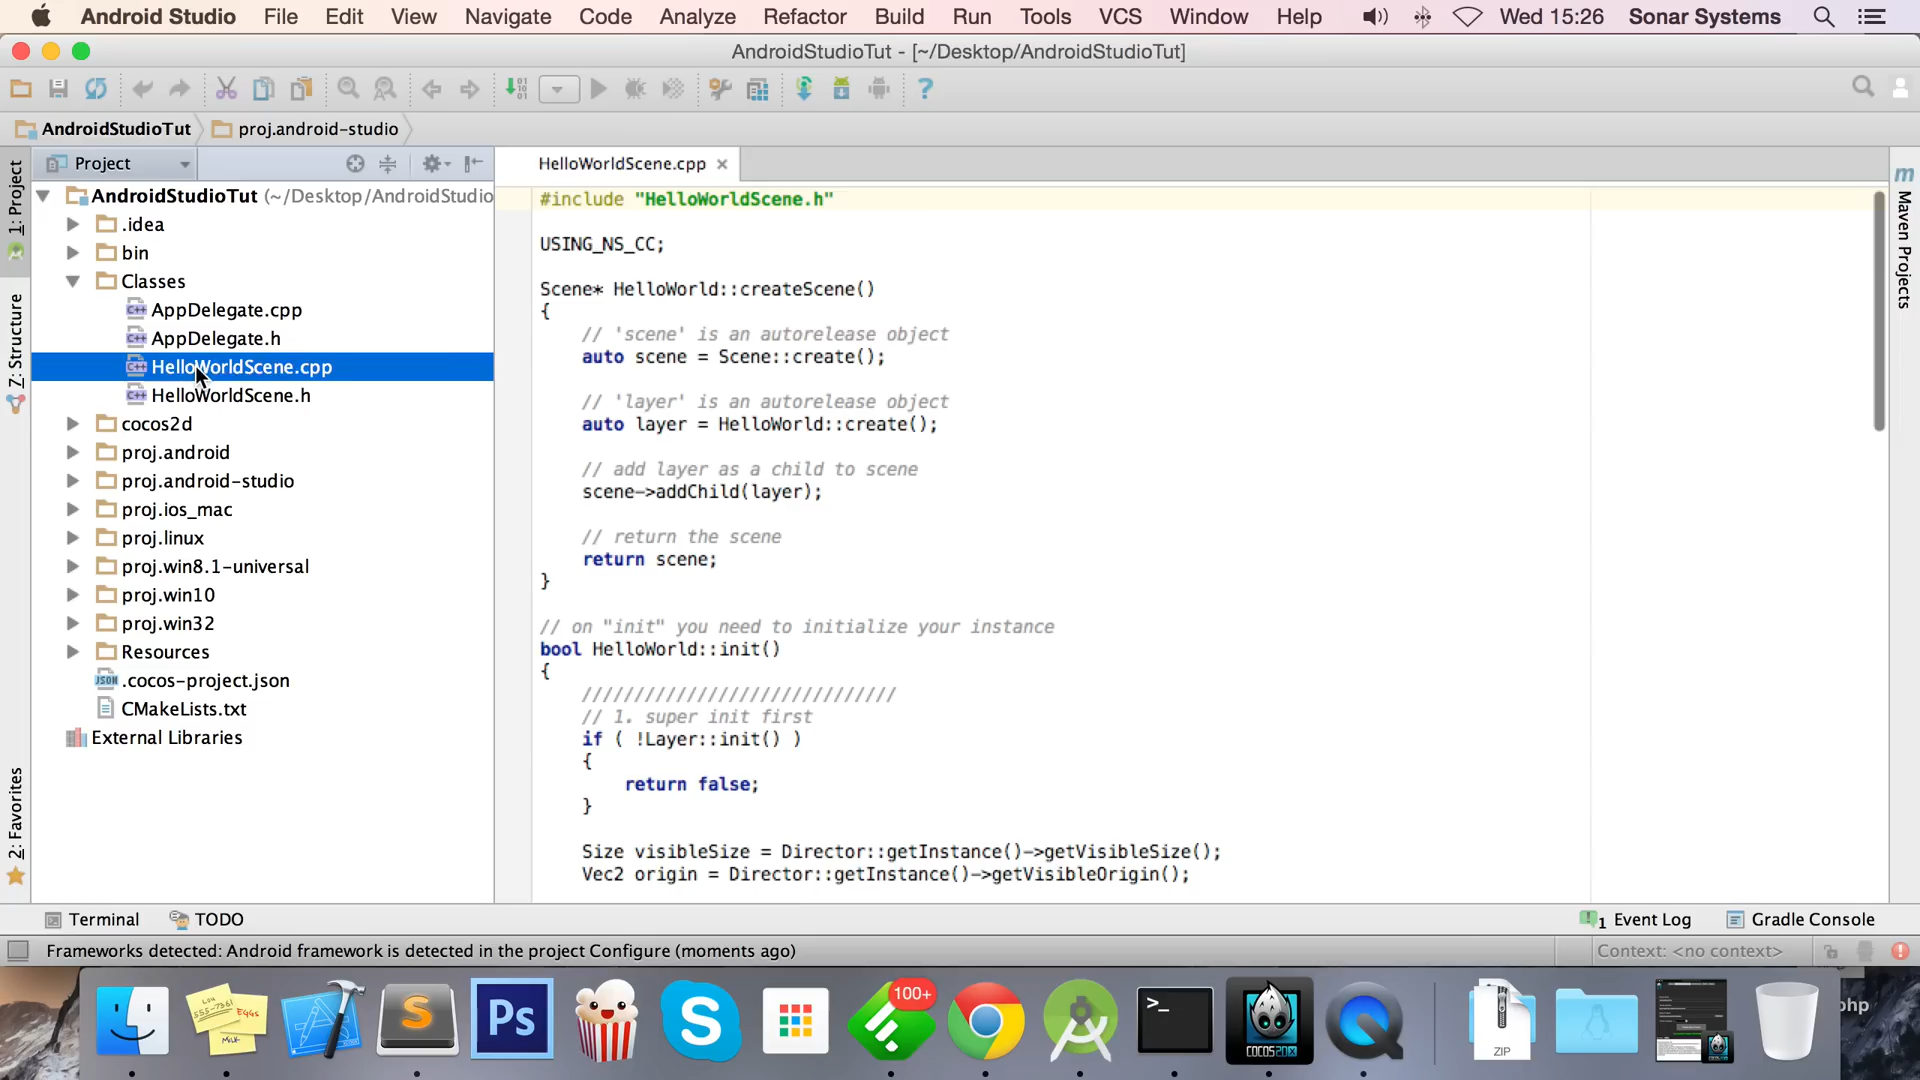 Android Studio File Edit View Navigate Code Analyze Refactor Build Run Tools VCS Window Help Wed 15:26 Sonar Systems
AndroidStudioTut - [~/Desktop/AndroidStudioTut]
AndroidStudioTut proj.android-studio
1: Project
7: Structure
2: Favorites
Project
AndroidStudioTut (~/Desktop/AndroidStudio
.idea
bin
Classes
AppDelegate.cpp
AppDelegate.h
HelloWorldScene.cpp
HelloWorldScene.h
cocos2d
proj.android
proj.android-studio
proj.ios_mac
proj.linux
proj.win8.1-universal
proj.win10
proj.win32
Resources
.cocos-project.json
CMakeLists.txt
External Libraries
HelloWorldScene.cpp
#include "HelloWorldScene.h"
USING_NS_CC;
Scene* HelloWorld::createScene()
{
// 'scene' is an autorelease object
auto scene = Scene::create();
// 'layer' is an autorelease object
auto layer = HelloWorld::create();
// add layer as a child to scene
scene->addChild(layer);
// return the scene
return scene;
}
// on "init" you need to initialize your instance
bool HelloWorld::init()
{
//////////////////////////////
// 1. super init first
if ( !Layer::init() )
{
return false;
}
Size visibleSize = Director::getInstance()->getVisibleSize();
Vec2 origin = Director::getInstance()->getVisibleOrigin();
Maven Projects
Terminal TODO 1 Event Log Gradle Console
Frameworks detected: Android framework is detected in the project Configure (moments ago) Context: <no context>
100+
Ps
ZIP
COCOS2DX
php